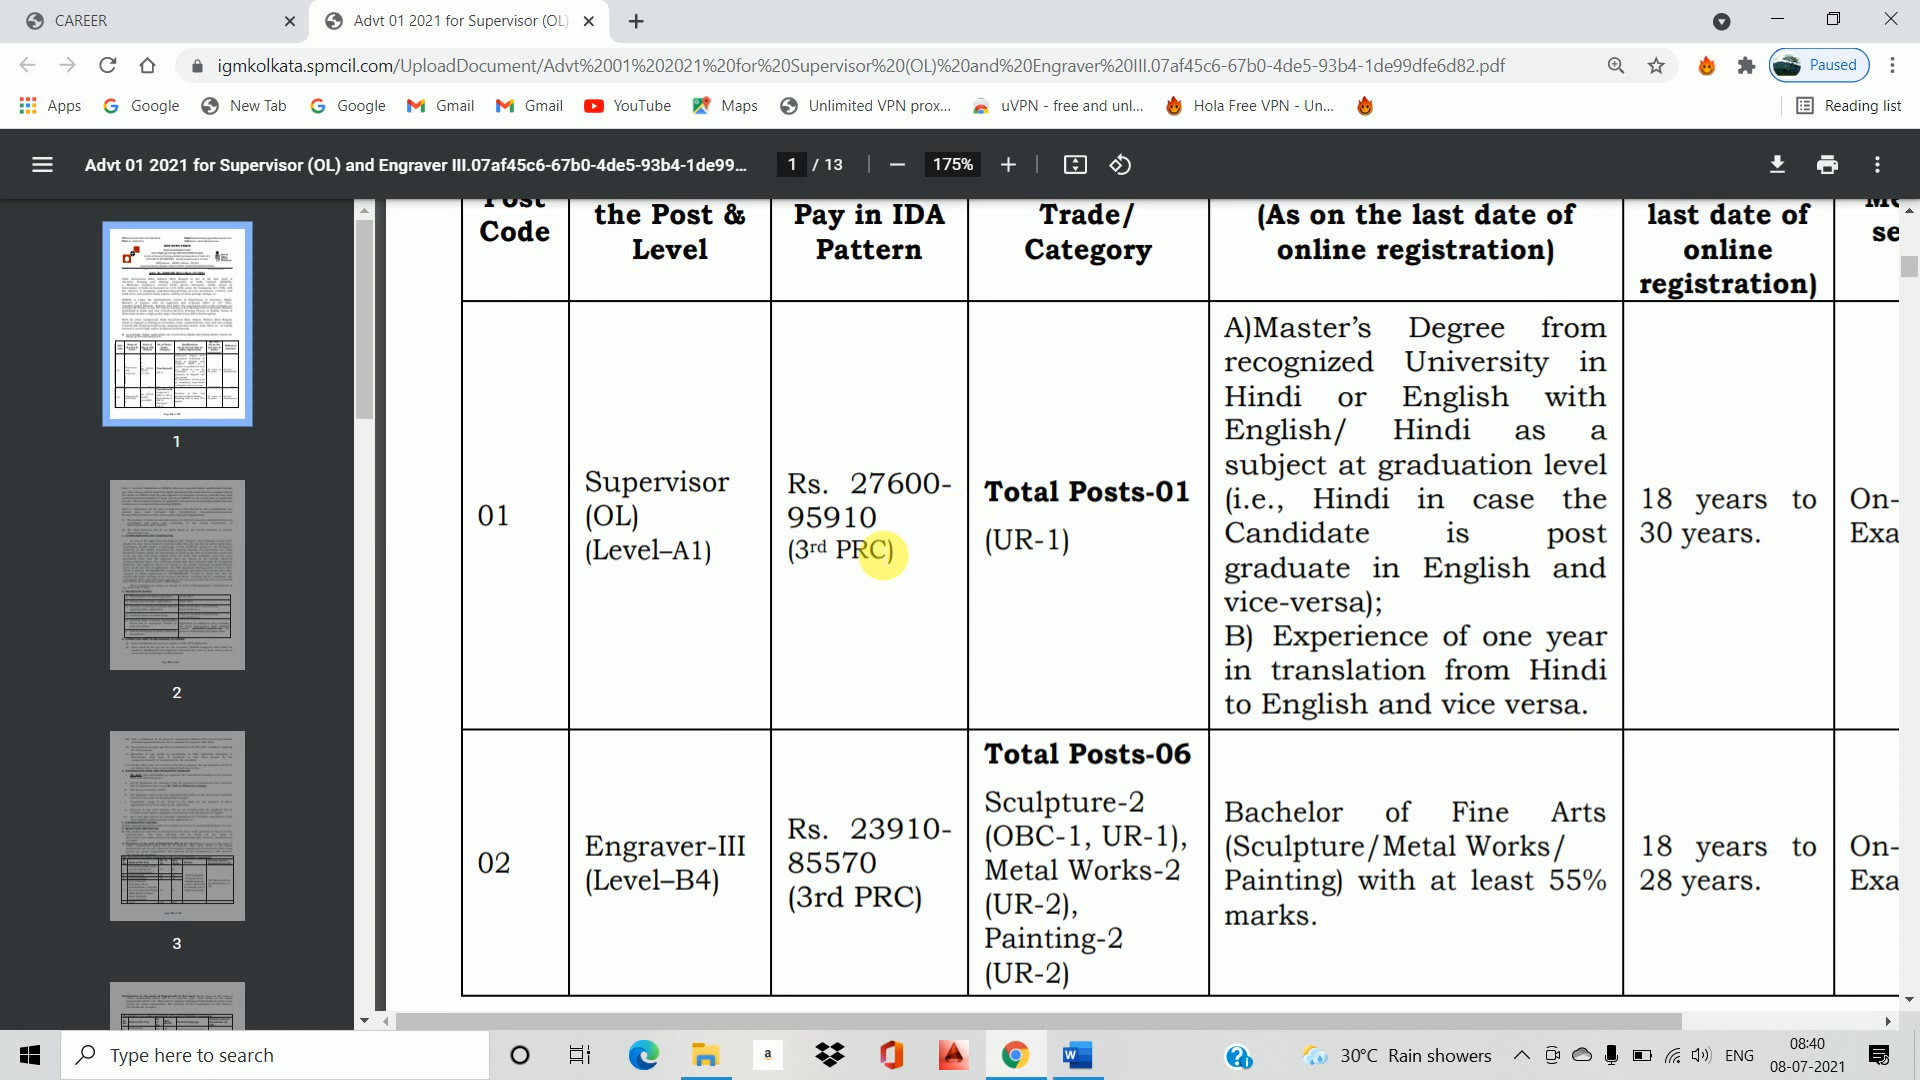 CAREER
Advt 01 2021 for Supervisor (OL)
igmkolkata.spmcil.com/UploadDocument/Advt%2001%202021%20for%20Supervisor%20(OL)%20and%20Engraver%20III.07af45c6-67b0-4de5-93b4-1de99dfe6d82.pdf
Paused
Apps
Google
New Tab
Google
Gmail
Gmail
YouTube
Maps
Unlimited VPN prox...
uVPN - free and unl...
Hola Free VPN - Un...
Reading list
Advt 01 2021 for Supervisor (OL) and Engraver III.07af45c6-67b0-4de5-93b4-1de99...
1 / 13
175%
1
2
3
Post
Code
the Post &
Level
Pay in IDA
Pattern
Trade/
Category
(As on the last date of
online registration)
last date of
online
registration)
se
01
Supervisor
(OL)
(Level–A1)
Rs. 27600-
95910
(3rd PRC)
Total Posts-01
(UR-1)
A)Master's Degree from
recognized University in
Hindi or English with
English/ Hindi as a
subject at graduation level
(i.e., Hindi in case the
Candidate is post
graduate in English and
vice-versa);
B) Experience of one year
in translation from Hindi
to English and vice versa.
18 years to
30 years.
On-
Exa
02
Engraver-III
(Level–B4)
Rs. 23910-
85570
(3rd PRC)
Total Posts-06
Sculpture-2
(OBC-1, UR-1),
Metal Works-2
(UR-2),
Painting-2
(UR-2)
Bachelor of Fine Arts
(Sculpture/Metal Works/
Painting) with at least 55%
marks.
18 years to
28 years.
On-
Exa
Type here to search
a
30°C Rain showers
ENG
08:40
08-07-2021